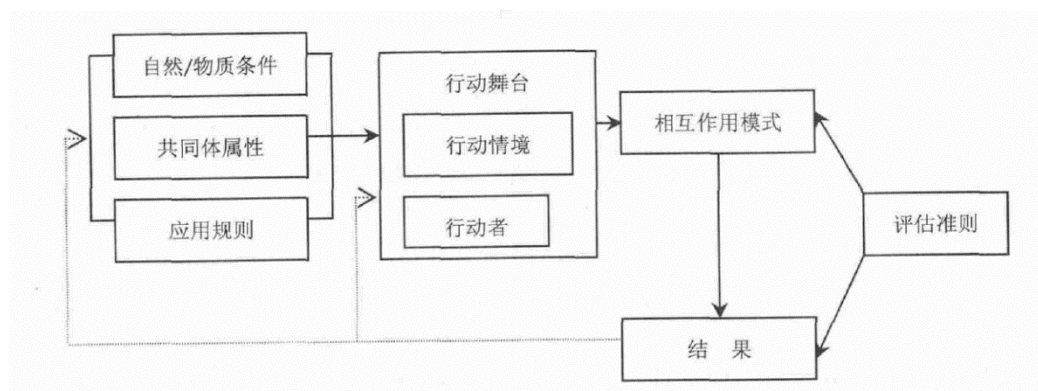 自然/物质条件
共同体属性
应用规则
行动舞台
行动情境
行动者
相互作用模式
评估准则
结 果